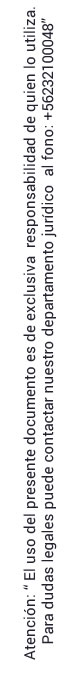 Atención: “ El uso del presente documento es de exclusiva responsabilidad de quien lo utiliza.
Para dudas legales puede contactar nuestro departamento jurídico al fono: +56232100048”